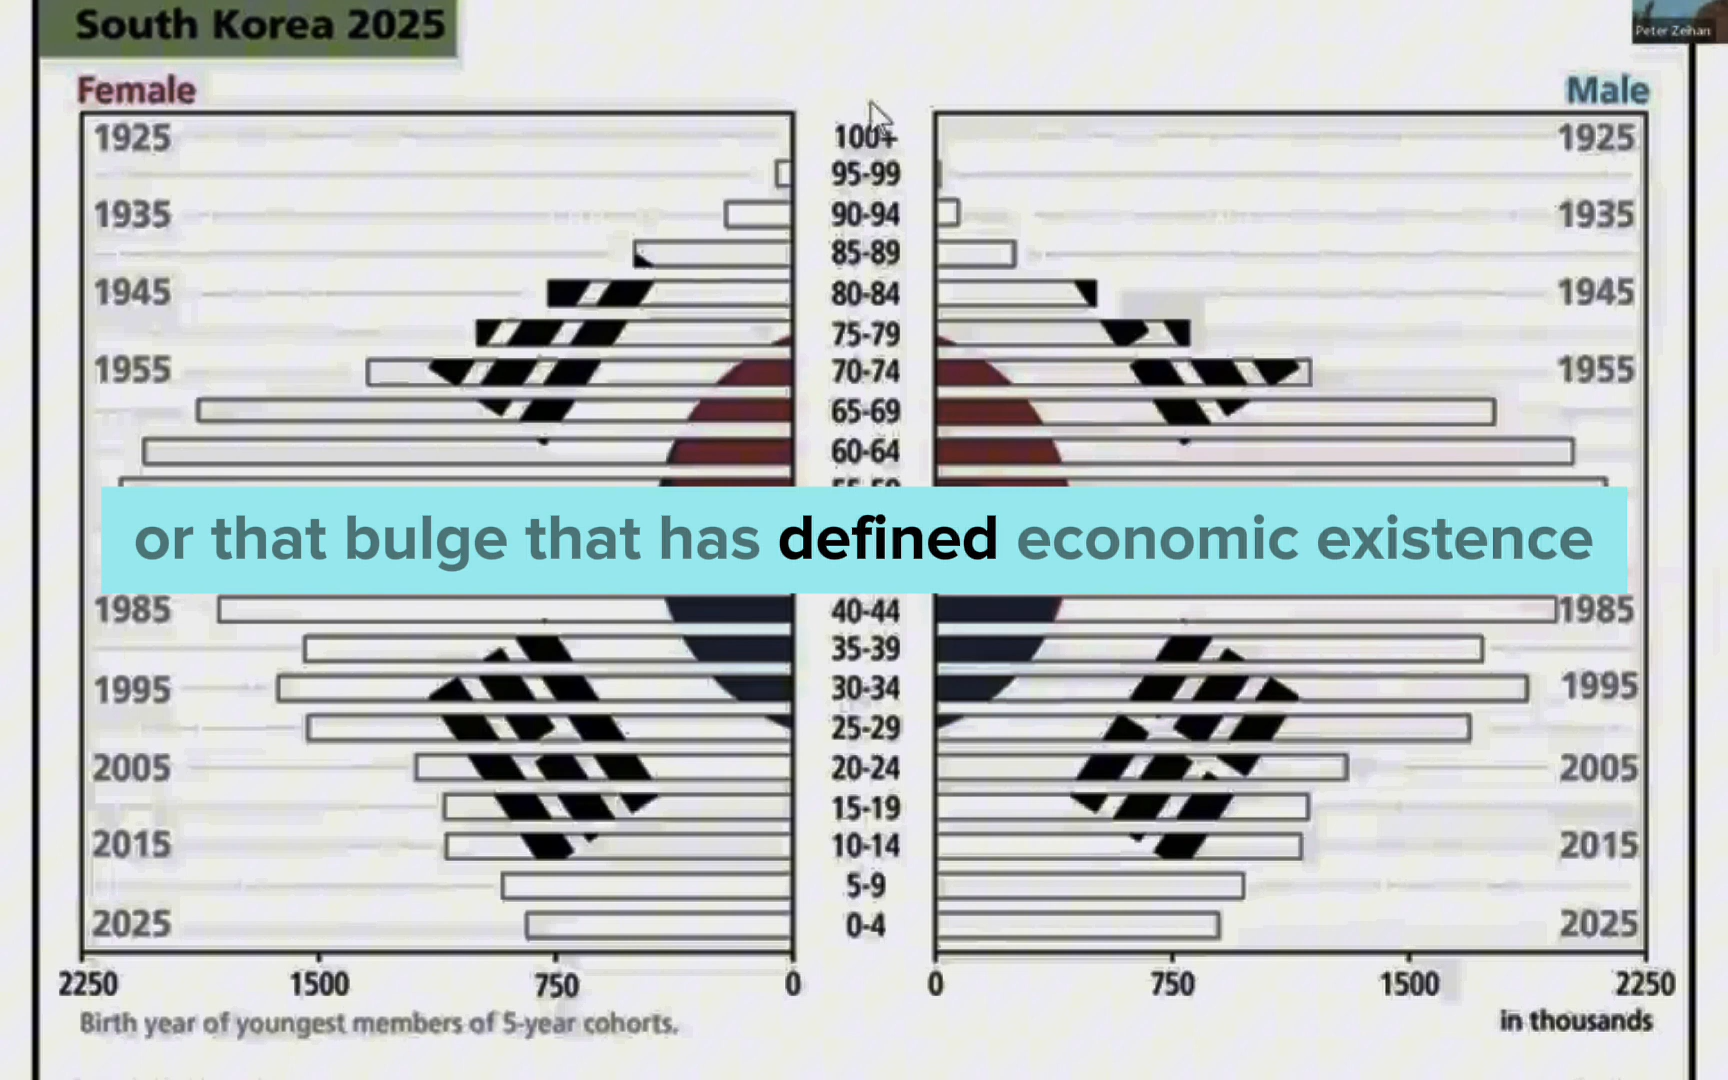 South Korea 2025
Peter Zeihan
Female
Male
1925 100+ 1925
95-99
1935 90-94 1935
85-89
1945 80-84 1945
75-79
1955 70-74 1955
65-69
60-64
or that bulge that has defined economic existence
1985 40-44 1985
35-39
1995 30-34 1995
25-29
2005 20-24 2005
15-19
2015 10-14 2015
5-9
2025 0-4 2025
2250 1500 750 0 0 750 1500 2250
Birth year of youngest members of 5-year cohorts.
in thousands